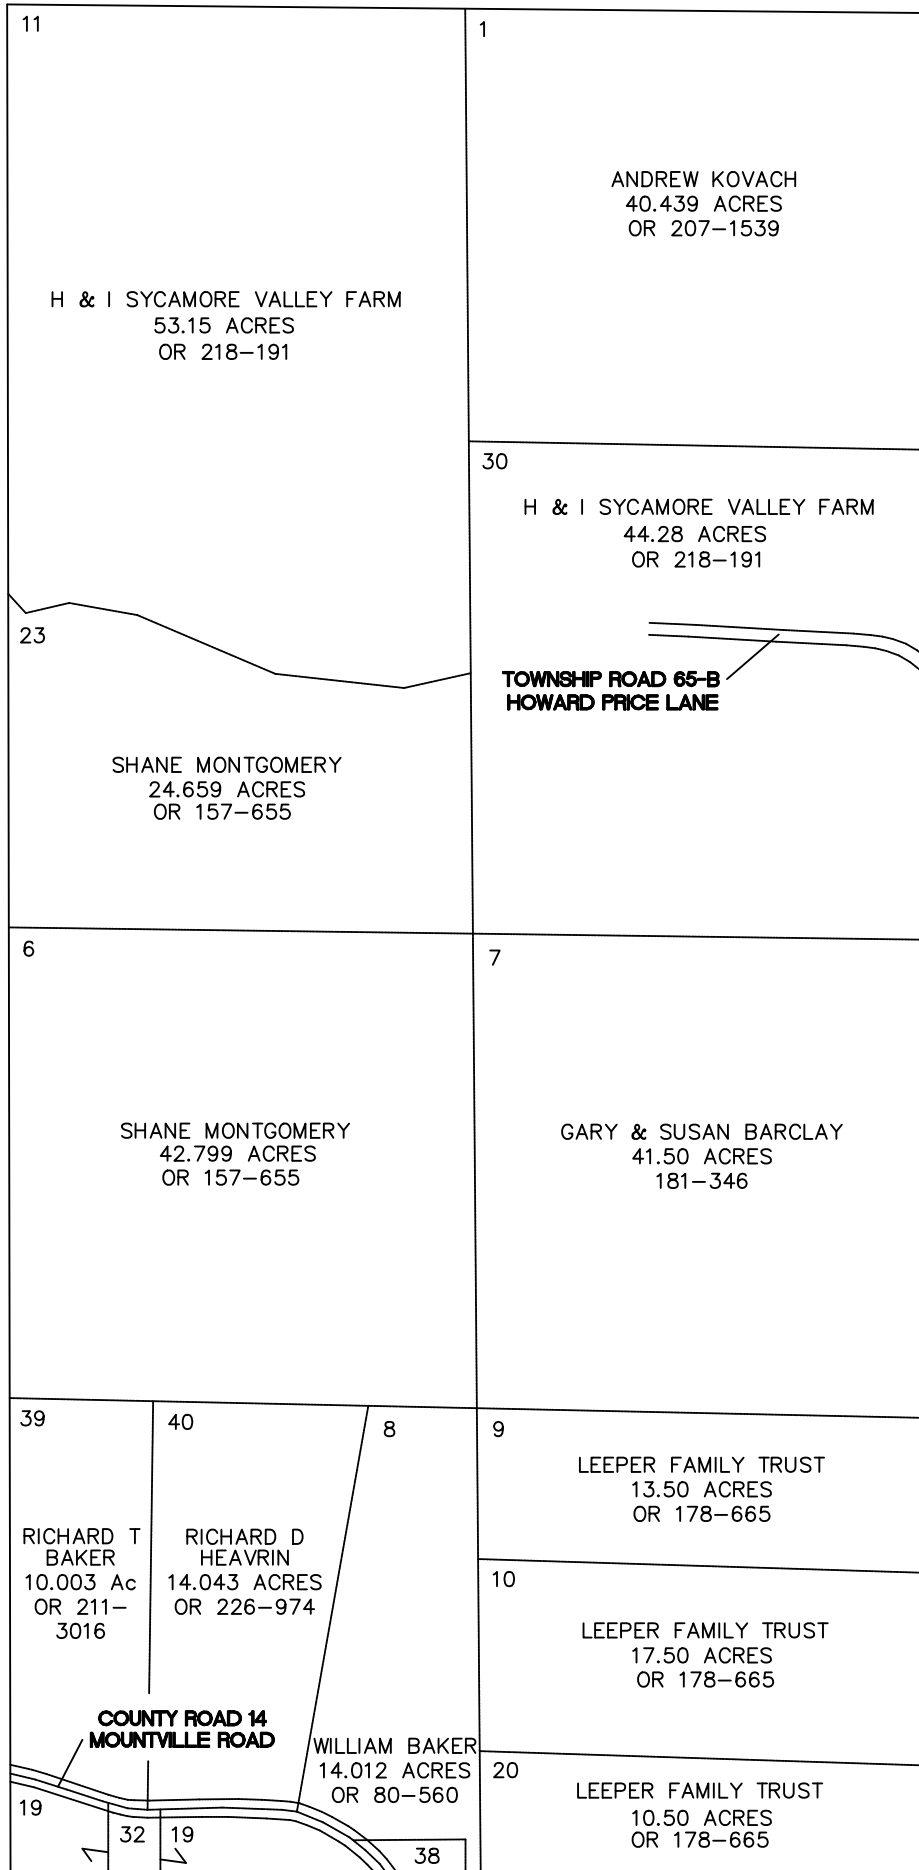 11
1
ANDREW KOVACH
40.439 ACRES
OR 207-1539
H & I SYCAMORE VALLEY FARM
53.15 ACRES
OR 218-191
30
H & I SYCAMORE VALLEY FARM
44.28 ACRES
OR 218-191
23
TOWNSHIP ROAD 65-B
HOWARD PRICE LANE
SHANE MONTGOMERY
24.659 ACRES
OR 157-655
6
7
SHANE MONTGOMERY
42.799 ACRES
OR 157-655
GARY & SUSAN BARCLAY
41.50 ACRES
181-346
39
40
8
9
LEEPER FAMILY TRUST
13.50 ACRES
OR 178-665
RICHARD T
BAKER
10.003 Ac
OR 211-
3016
RICHARD D
HEAVRIN
14.043 ACRES
OR 226-974
10
LEEPER FAMILY TRUST
17.50 ACRES
OR 178-665
COUNTY ROAD 14
MOUNTVILLE ROAD
WILLIAM BAKER
14.012 ACRES
OR 80-560
20
LEEPER FAMILY TRUST
10.50 ACRES
OR 178-665
19
32
19
38